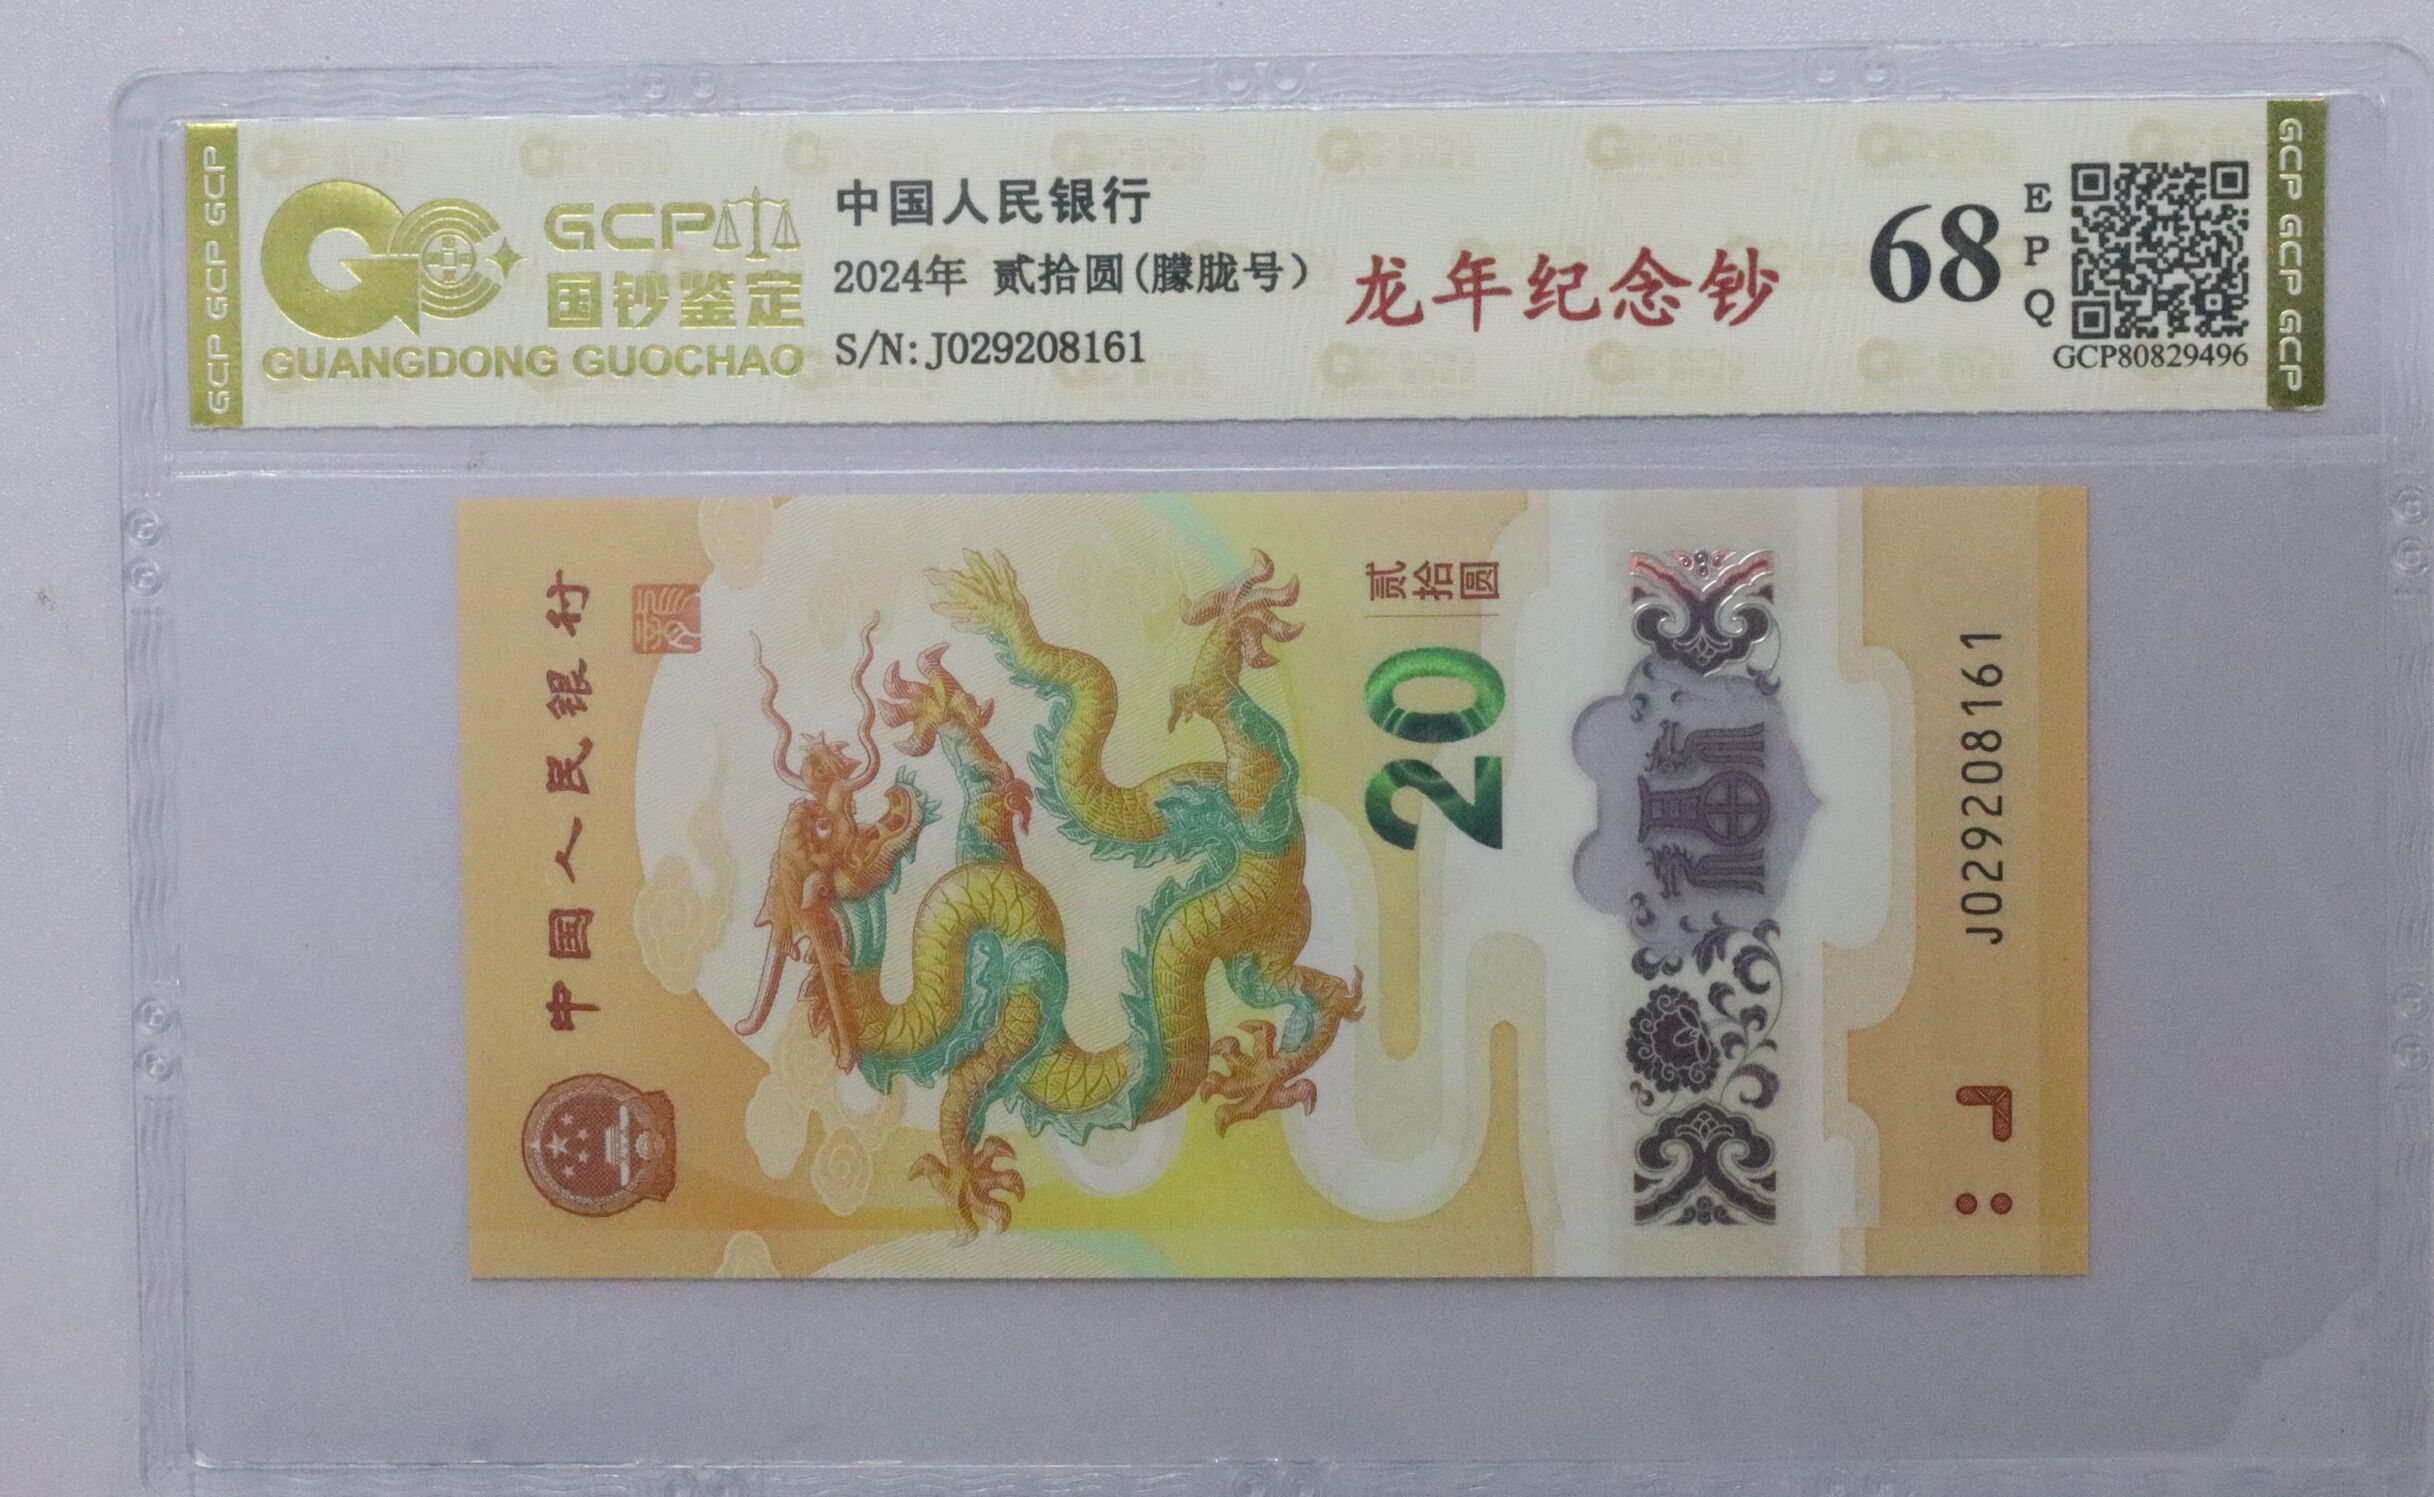 GCP GCP GCP
GCP
国钞鉴定
GUANGDONG GUOCHAO
中国人民银行
2024年 贰拾圆(朦胧号)
S/N:J029208161
龙年纪念钞
68
EPQ
GCP80829496
GCP GCP GCP
中国人民银行
贰拾圆
20
J029208161